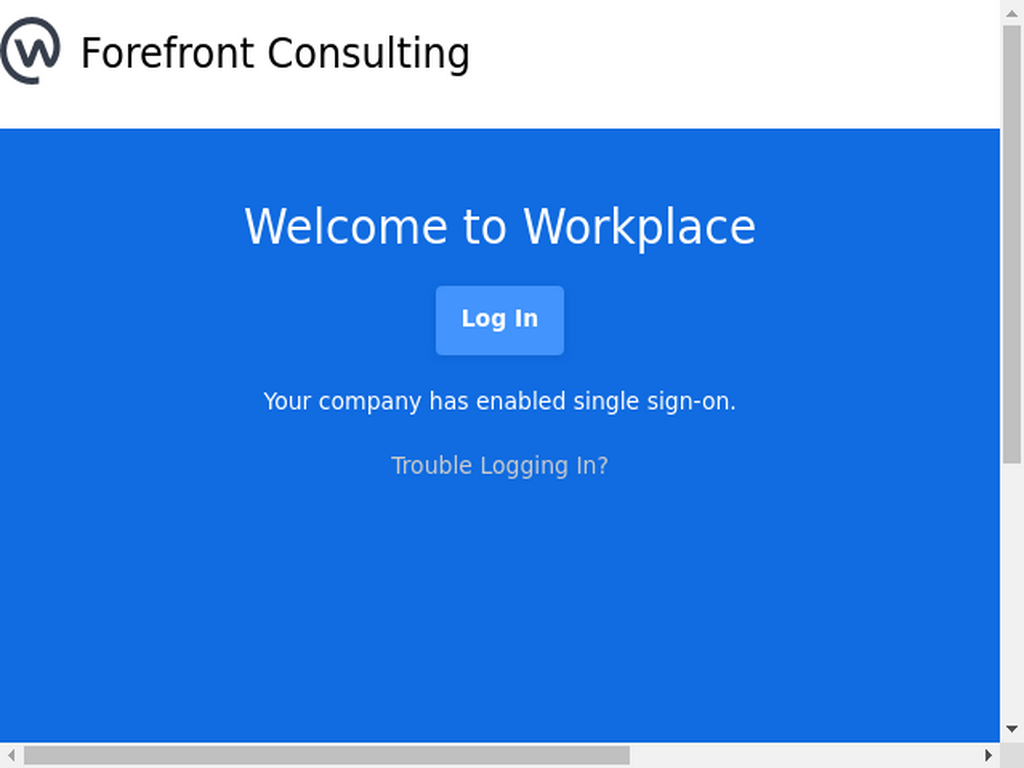 Forefront Consulting
Welcome to Workplace
Log In
Your company has enabled single sign-on.
Trouble Logging In?